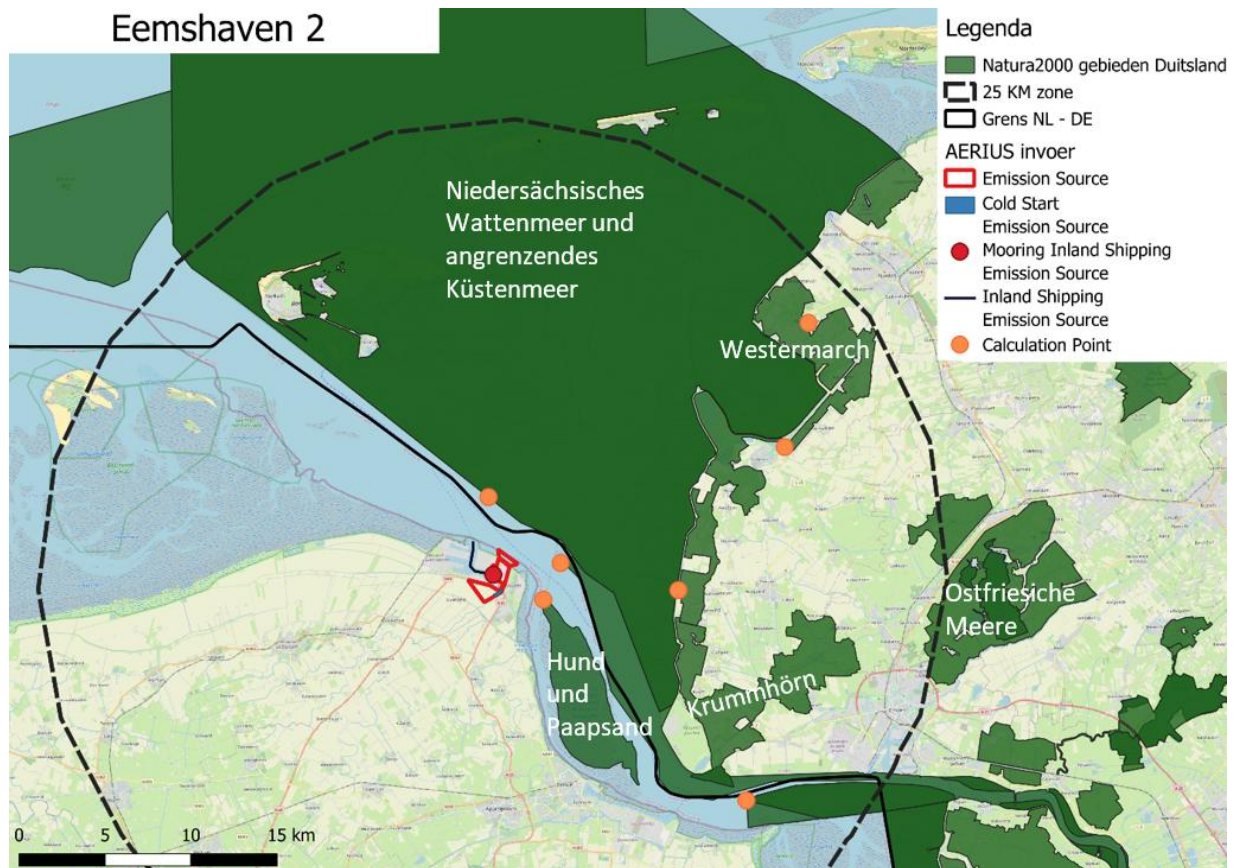 Eemshaven 2
Legenda
Natura2000 gebieden Duitsland
25 KM zone
Grens NL - DE
AERIUS invoer
Emission Source
Cold Start
Emission Source
Mooring Inland Shipping
Emission Source
Inland Shipping
Emission Source
Calculation Point
Niedersächsisches
Wattenmeer und
angrenzendes
Küstenmeer
Westermarch
Ostfriesiche
Meere
Hund
und
Paapsand
Krummhörn
0 5 10 15 km